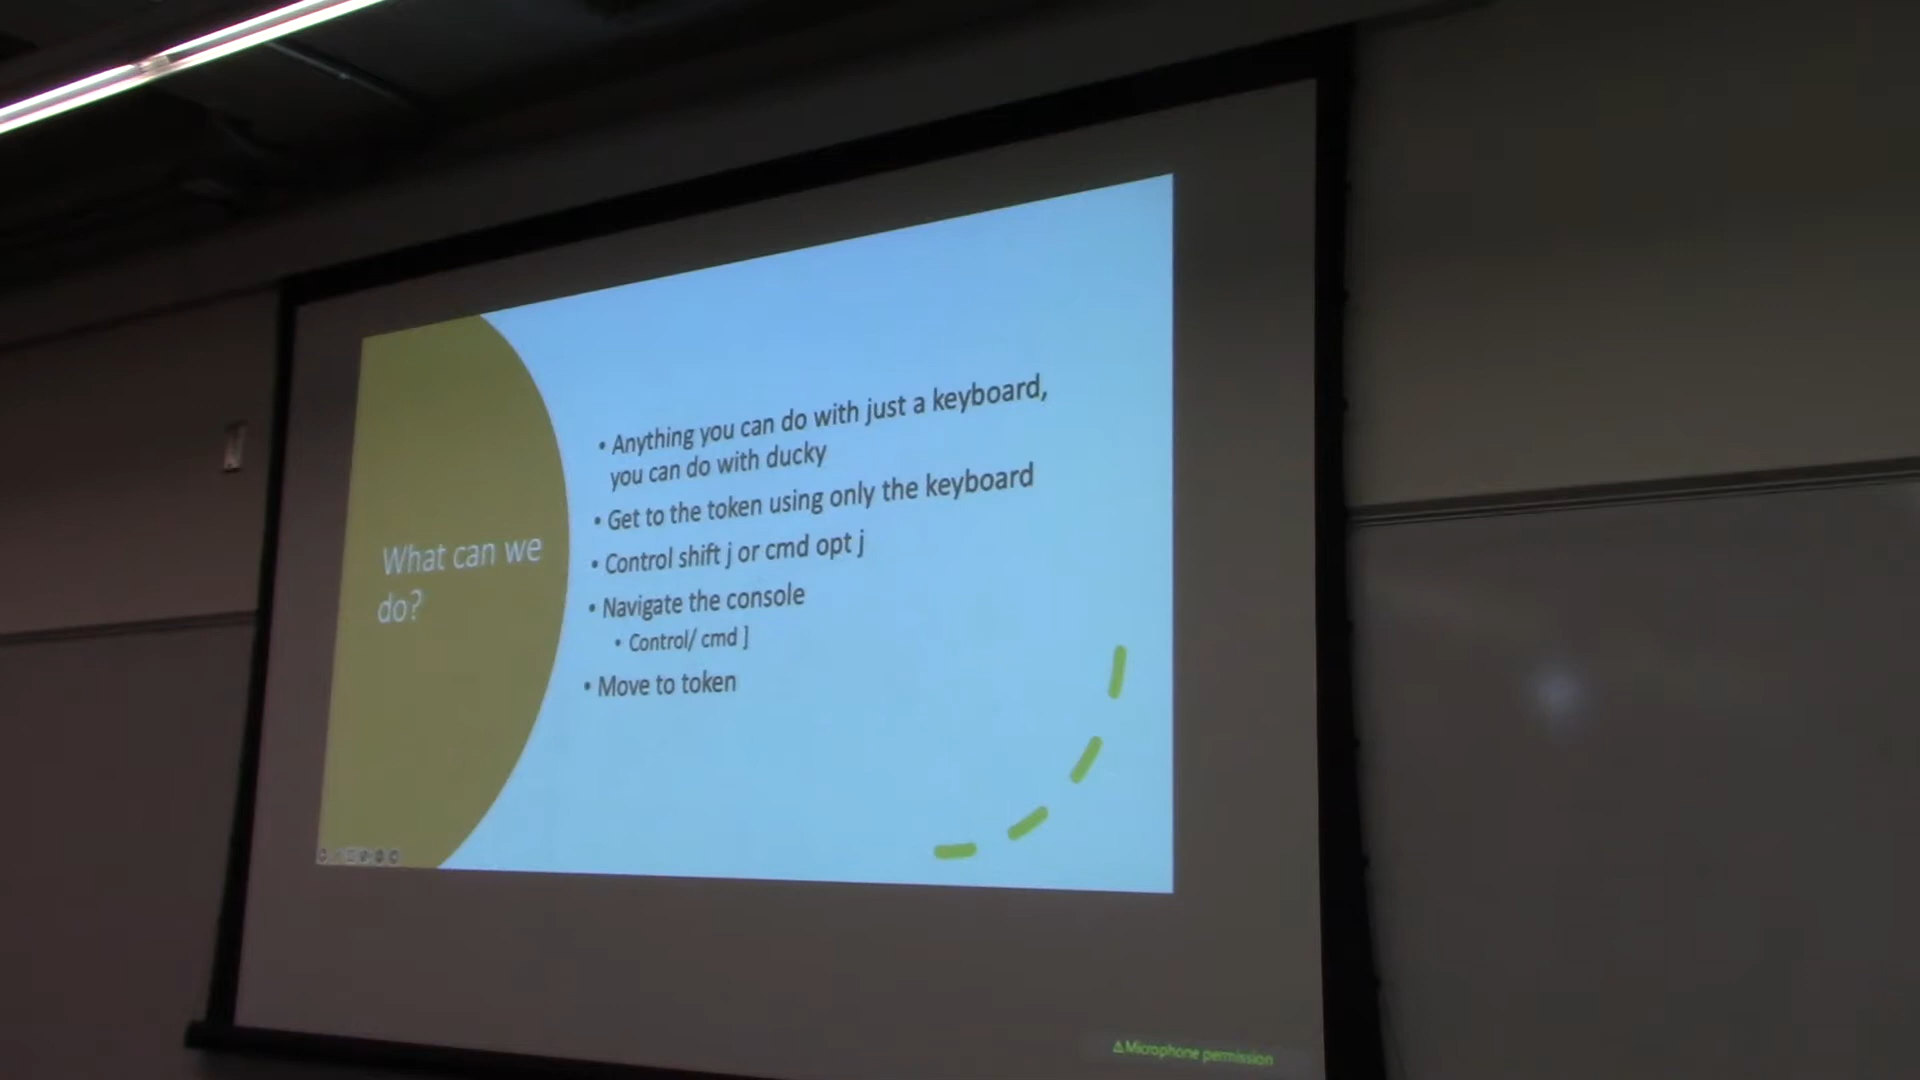 What can we
do?
• Anything you can do with just a keyboard,
you can do with ducky
• Get to the token using only the keyboard
• Control shift j or cmd opt j
• Navigate the console
• Control/ cmd ]
• Move to token
⚠Microphone permission